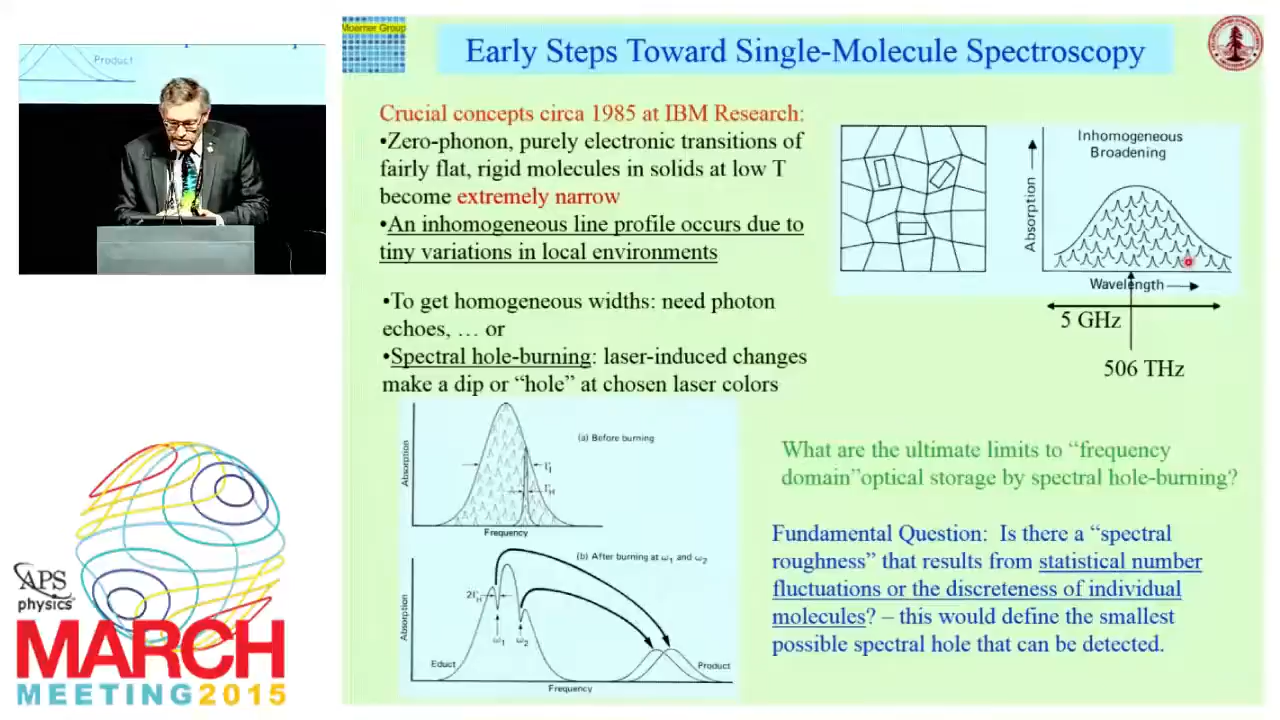 Product
Moerner Group
Early Steps Toward Single-Molecule Spectroscopy
Crucial concepts circa 1985 at IBM Research:
•Zero-phonon, purely electronic transitions of
fairly flat, rigid molecules in solids at low T
become extremely narrow
•An inhomogeneous line profile occurs due to
tiny variations in local environments
•To get homogeneous widths: need photon
echoes, … or
•Spectral hole-burning: laser-induced changes
make a dip or “hole” at chosen laser colors
Inhomogeneous
Broadening
Absorption
Wavelength
5 GHz
506 THz
(a) Before burning
Absorption
ΓI
ΓH
Frequency
(b) After burning at ω1 and ω2
Absorption
2ΓH
ω1
ω2
Educt
Product
Frequency
What are the ultimate limits to “frequency
domain”optical storage by spectral hole-burning?
Fundamental Question: Is there a “spectral
roughness” that results from statistical number
fluctuations or the discreteness of individual
molecules? – this would define the smallest
possible spectral hole that can be detected.
APS
physics
MARCH
MEETING 2015